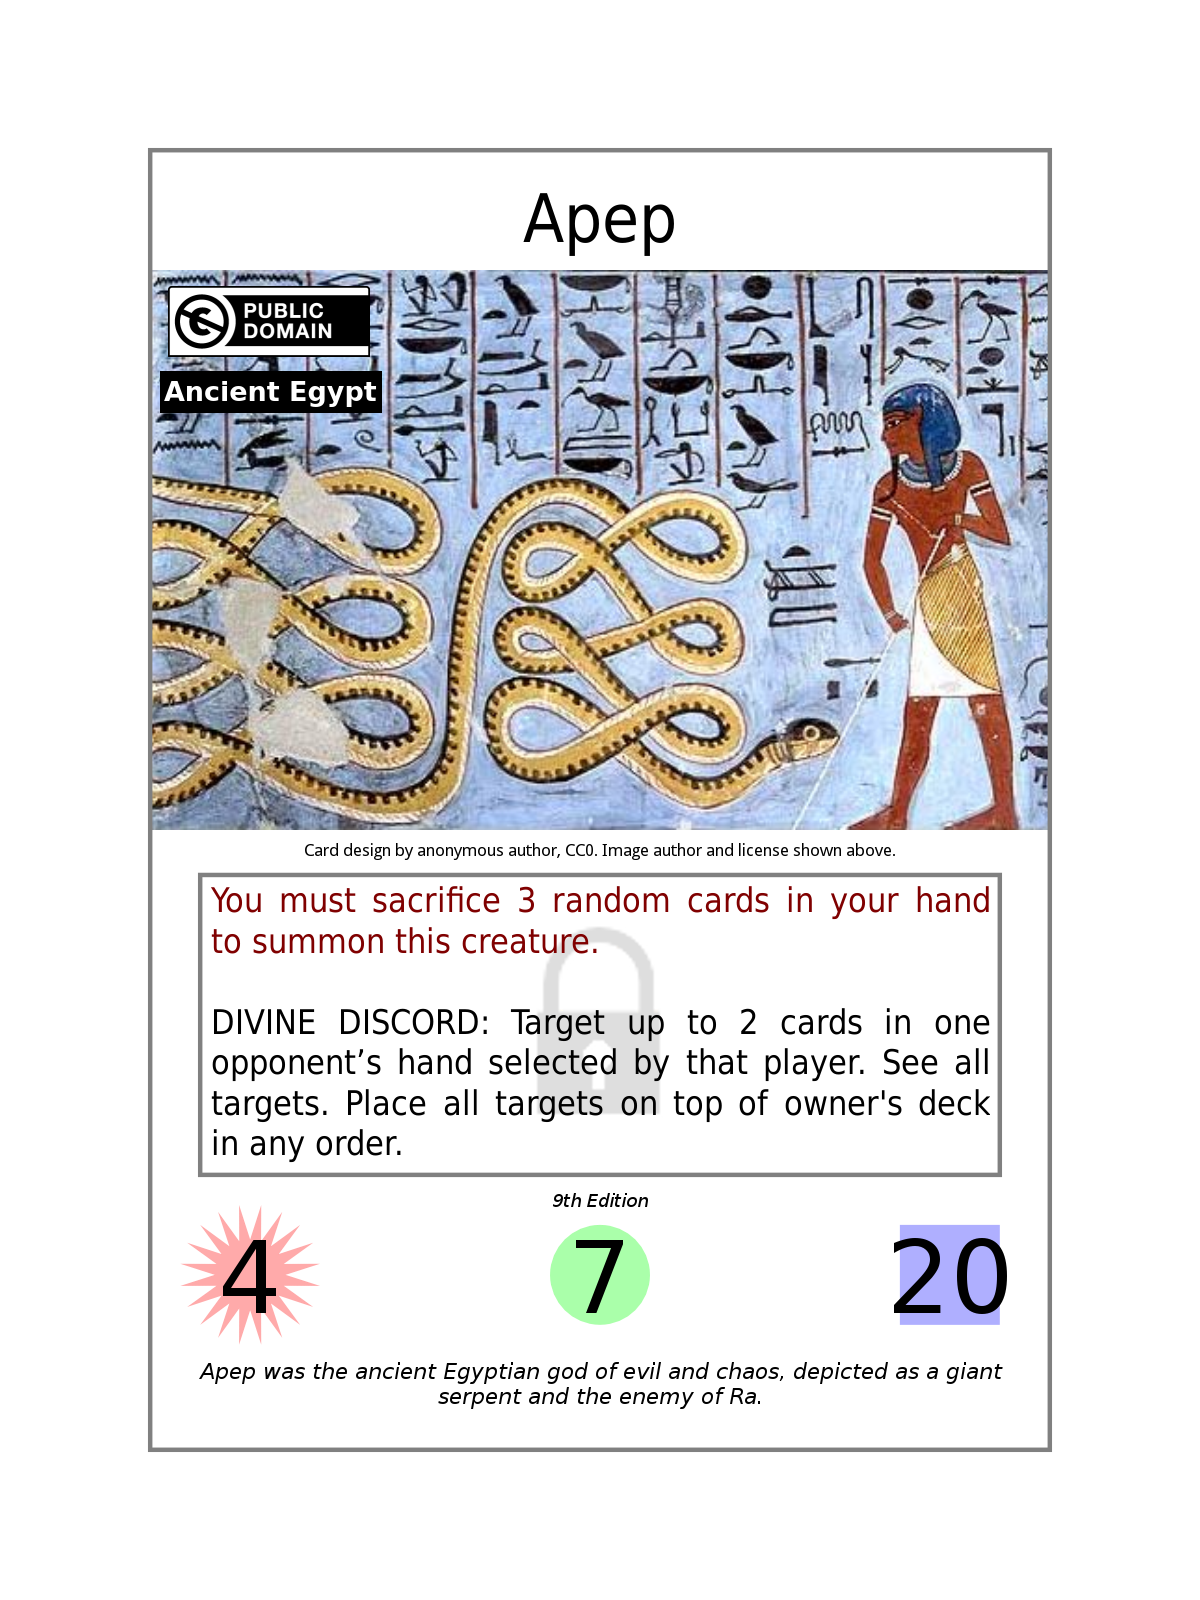 Apep
PUBLIC
DOMAIN
Ancient Egypt
Card design by anonymous author, CC0. Image author and license shown above.
You must sacrifice 3 random cards in your hand
to summon this creature.
DIVINE DISCORD: Target up to 2 cards in one
opponent’s hand selected by that player. See all
targets. Place all targets on top of owner's deck
in any order.
9th Edition
4
7
20
Apep was the ancient Egyptian god of evil and chaos, depicted as a giant
serpent and the enemy of Ra.